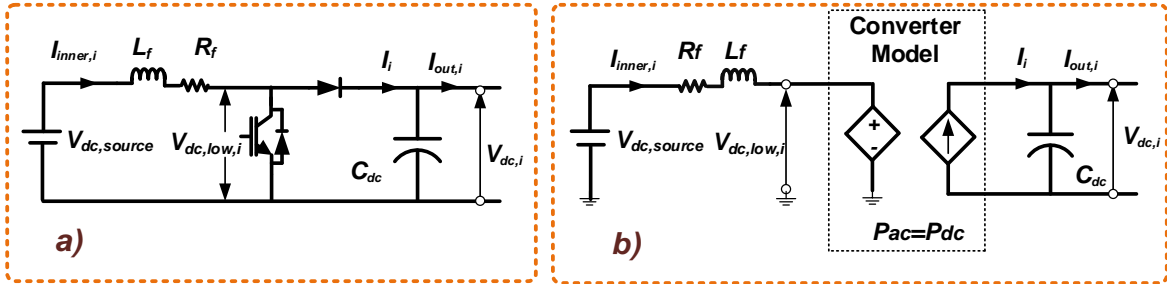 I_inner,i
L_f
R_f
I_i
I_out,i
V_dc,source
V_dc,low,i
C_dc
V_dc,i
a)
Converter
Model
I_inner,i
Rf
Lf
I_i
I_out,i
V_dc,source
V_dc,low,i
+
-
C_dc
V_dc,i
Pac=Pdc
b)